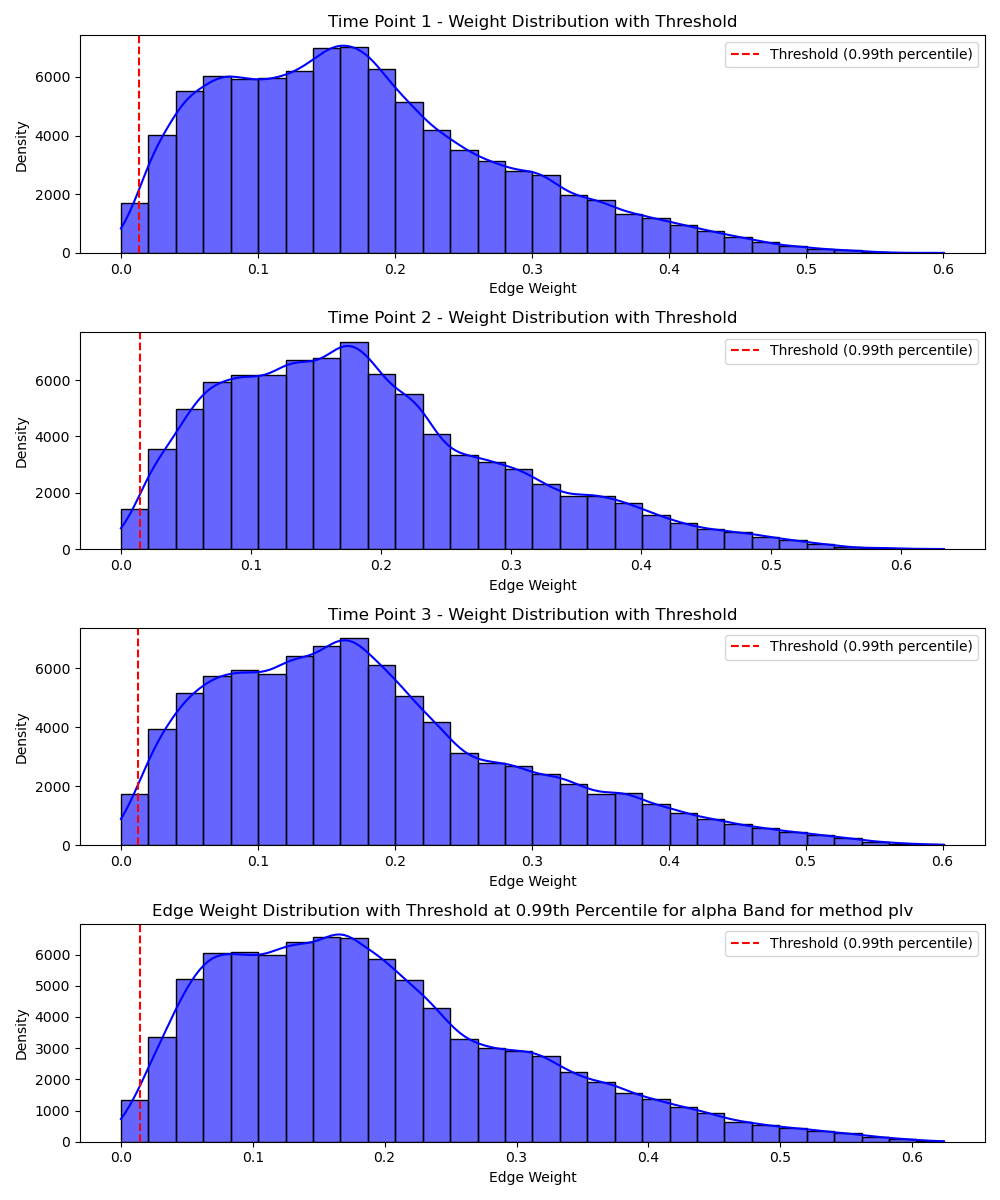 Time Point 1 - Weight Distribution with Threshold
Threshold (0.99th percentile)
Density
6000
4000
2000
0
0.0 0.1 0.2 0.3 0.4 0.5 0.6
Edge Weight
Time Point 2 - Weight Distribution with Threshold
Threshold (0.99th percentile)
Density
6000
4000
2000
0
0.0 0.1 0.2 0.3 0.4 0.5 0.6
Edge Weight
Time Point 3 - Weight Distribution with Threshold
Threshold (0.99th percentile)
Density
6000
4000
2000
0
0.0 0.1 0.2 0.3 0.4 0.5 0.6
Edge Weight
Edge Weight Distribution with Threshold at 0.99th Percentile for alpha Band for method plv
Threshold (0.99th percentile)
Density
6000
5000
4000
3000
2000
1000
0
0.0 0.1 0.2 0.3 0.4 0.5 0.6
Edge Weight